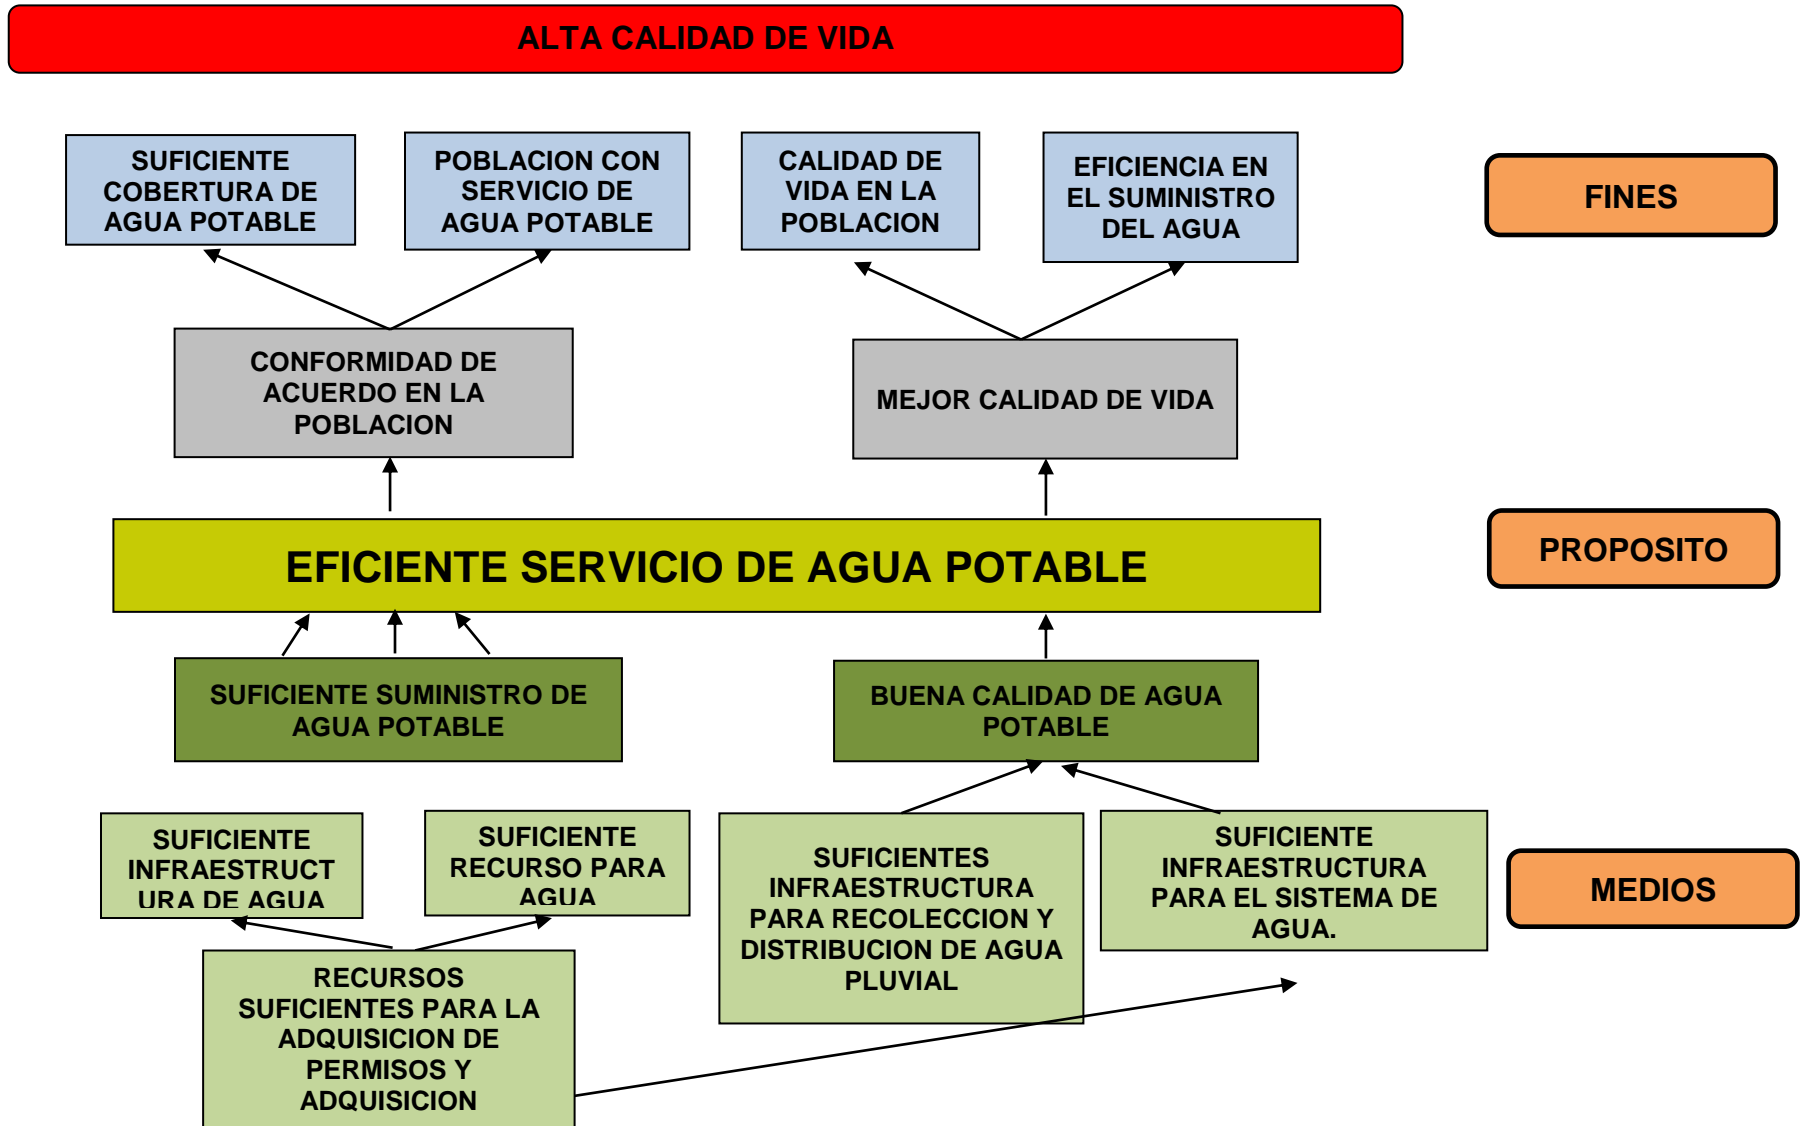 ALTA CALIDAD DE VIDA
SUFICIENTE
COBERTURA DE
AGUA POTABLE
POBLACION CON
SERVICIO DE
AGUA POTABLE
CALIDAD DE
VIDA EN LA
POBLACION
EFICIENCIA EN
EL SUMINISTRO
DEL AGUA
FINES
CONFORMIDAD DE
ACUERDO EN LA
POBLACION
MEJOR CALIDAD DE VIDA
EFICIENTE SERVICIO DE AGUA POTABLE
PROPOSITO
SUFICIENTE SUMINISTRO DE
AGUA POTABLE
BUENA CALIDAD DE AGUA
POTABLE
SUFICIENTE
INFRAESTRUCT
URA DE AGUA
SUFICIENTE
RECURSO PARA
AGUA
SUFICIENTES
INFRAESTRUCTURA
PARA RECOLECCION Y
DISTRIBUCION DE AGUA
PLUVIAL
SUFICIENTE
INFRAESTRUCTURA
PARA EL SISTEMA DE
AGUA.
MEDIOS
RECURSOS
SUFICIENTES PARA LA
ADQUISICION DE
PERMISOS Y
ADQUISICION